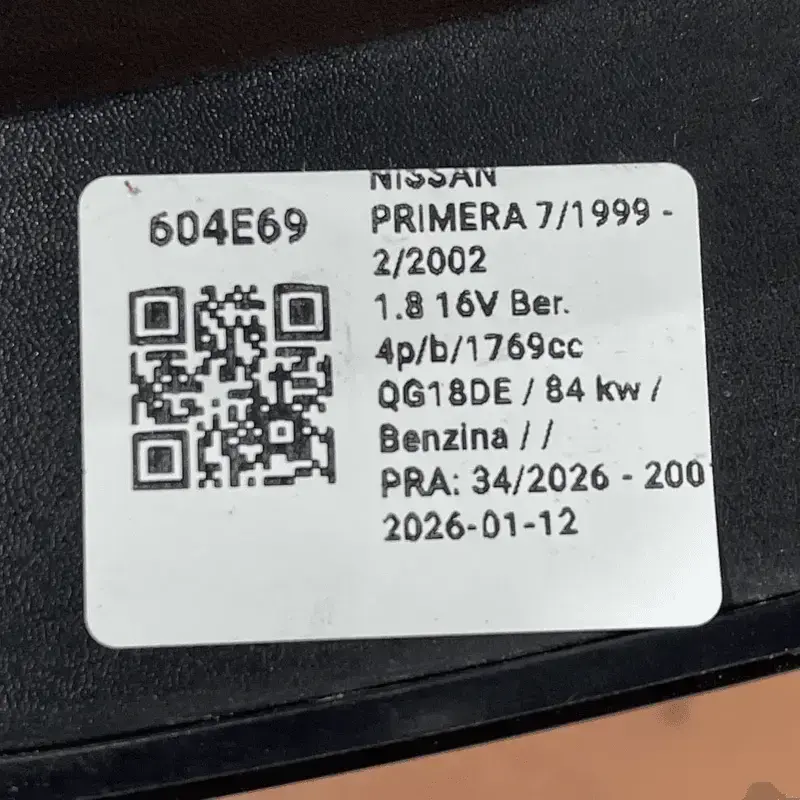 604E69
NISSAN
PRIMERA 7/1999 -
2/2002
1.8 16V Ber.
4p/b/1769cc
QG18DE / 84 kw /
Benzina / /
PRA: 34/2026 - 2001
2026-01-12